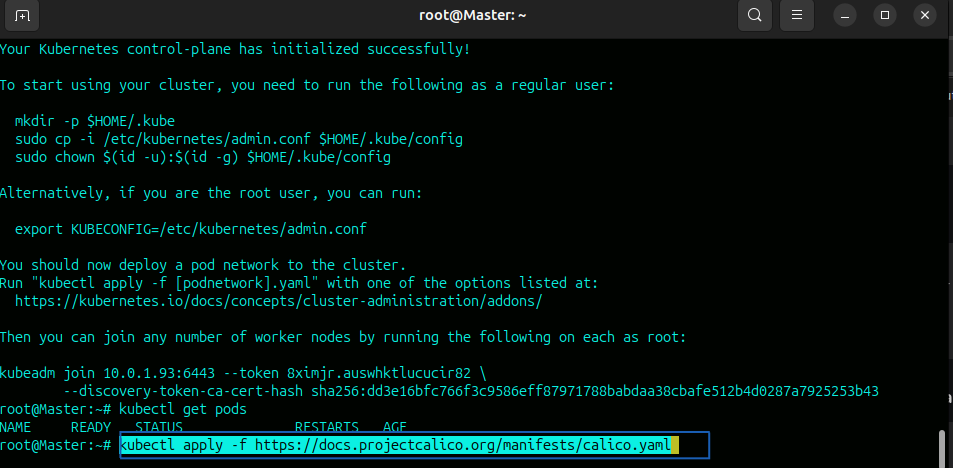 root@Master: ~
Your Kubernetes control-plane has initialized successfully!
To start using your cluster, you need to run the following as a regular user:
mkdir -p $HOME/.kube
sudo cp -i /etc/kubernetes/admin.conf $HOME/.kube/config
sudo chown $(id -u):$(id -g) $HOME/.kube/config
Alternatively, if you are the root user, you can run:
export KUBECONFIG=/etc/kubernetes/admin.conf
You should now deploy a pod network to the cluster.
Run "kubectl apply -f [podnetwork].yaml" with one of the options listed at:
https://kubernetes.io/docs/concepts/cluster-administration/addons/
Then you can join any number of worker nodes by running the following on each as root:
kubeadm join 10.0.1.93:6443 --token 8ximjr.auswhktlucucir82 \
--discovery-token-ca-cert-hash sha256:dd3e16bfc766f3c9586eff87971788babdaa38cbafe512b4d0287a7925253b43
root@Master:~# kubectl get pods
NAME READY STATUS RESTARTS AGE
root@Master:~# kubectl apply -f https://docs.projectcalico.org/manifests/calico.yaml